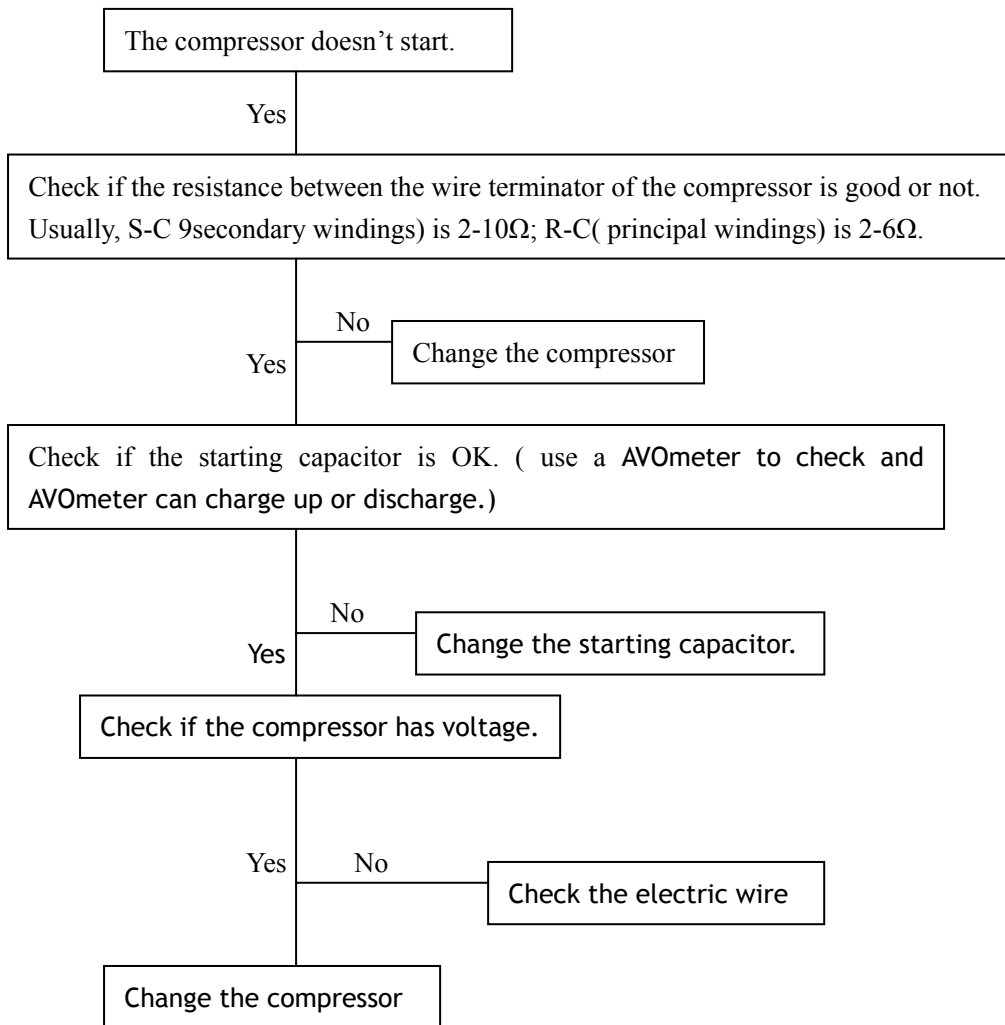 The compressor doesn’t start.
Yes
Check if the resistance between the wire terminator of the compressor is good or not.
Usually, S-C 9secondary windings) is 2-10Ω; R-C( principal windings) is 2-6Ω.
No
Change the compressor
Yes
Check if the starting capacitor is OK. ( use a AVOmeter to check and
AVOmeter can charge up or discharge.)
No
Change the starting capacitor.
Yes
Check if the compressor has voltage.
Yes
No
Check the electric wire
Change the compressor